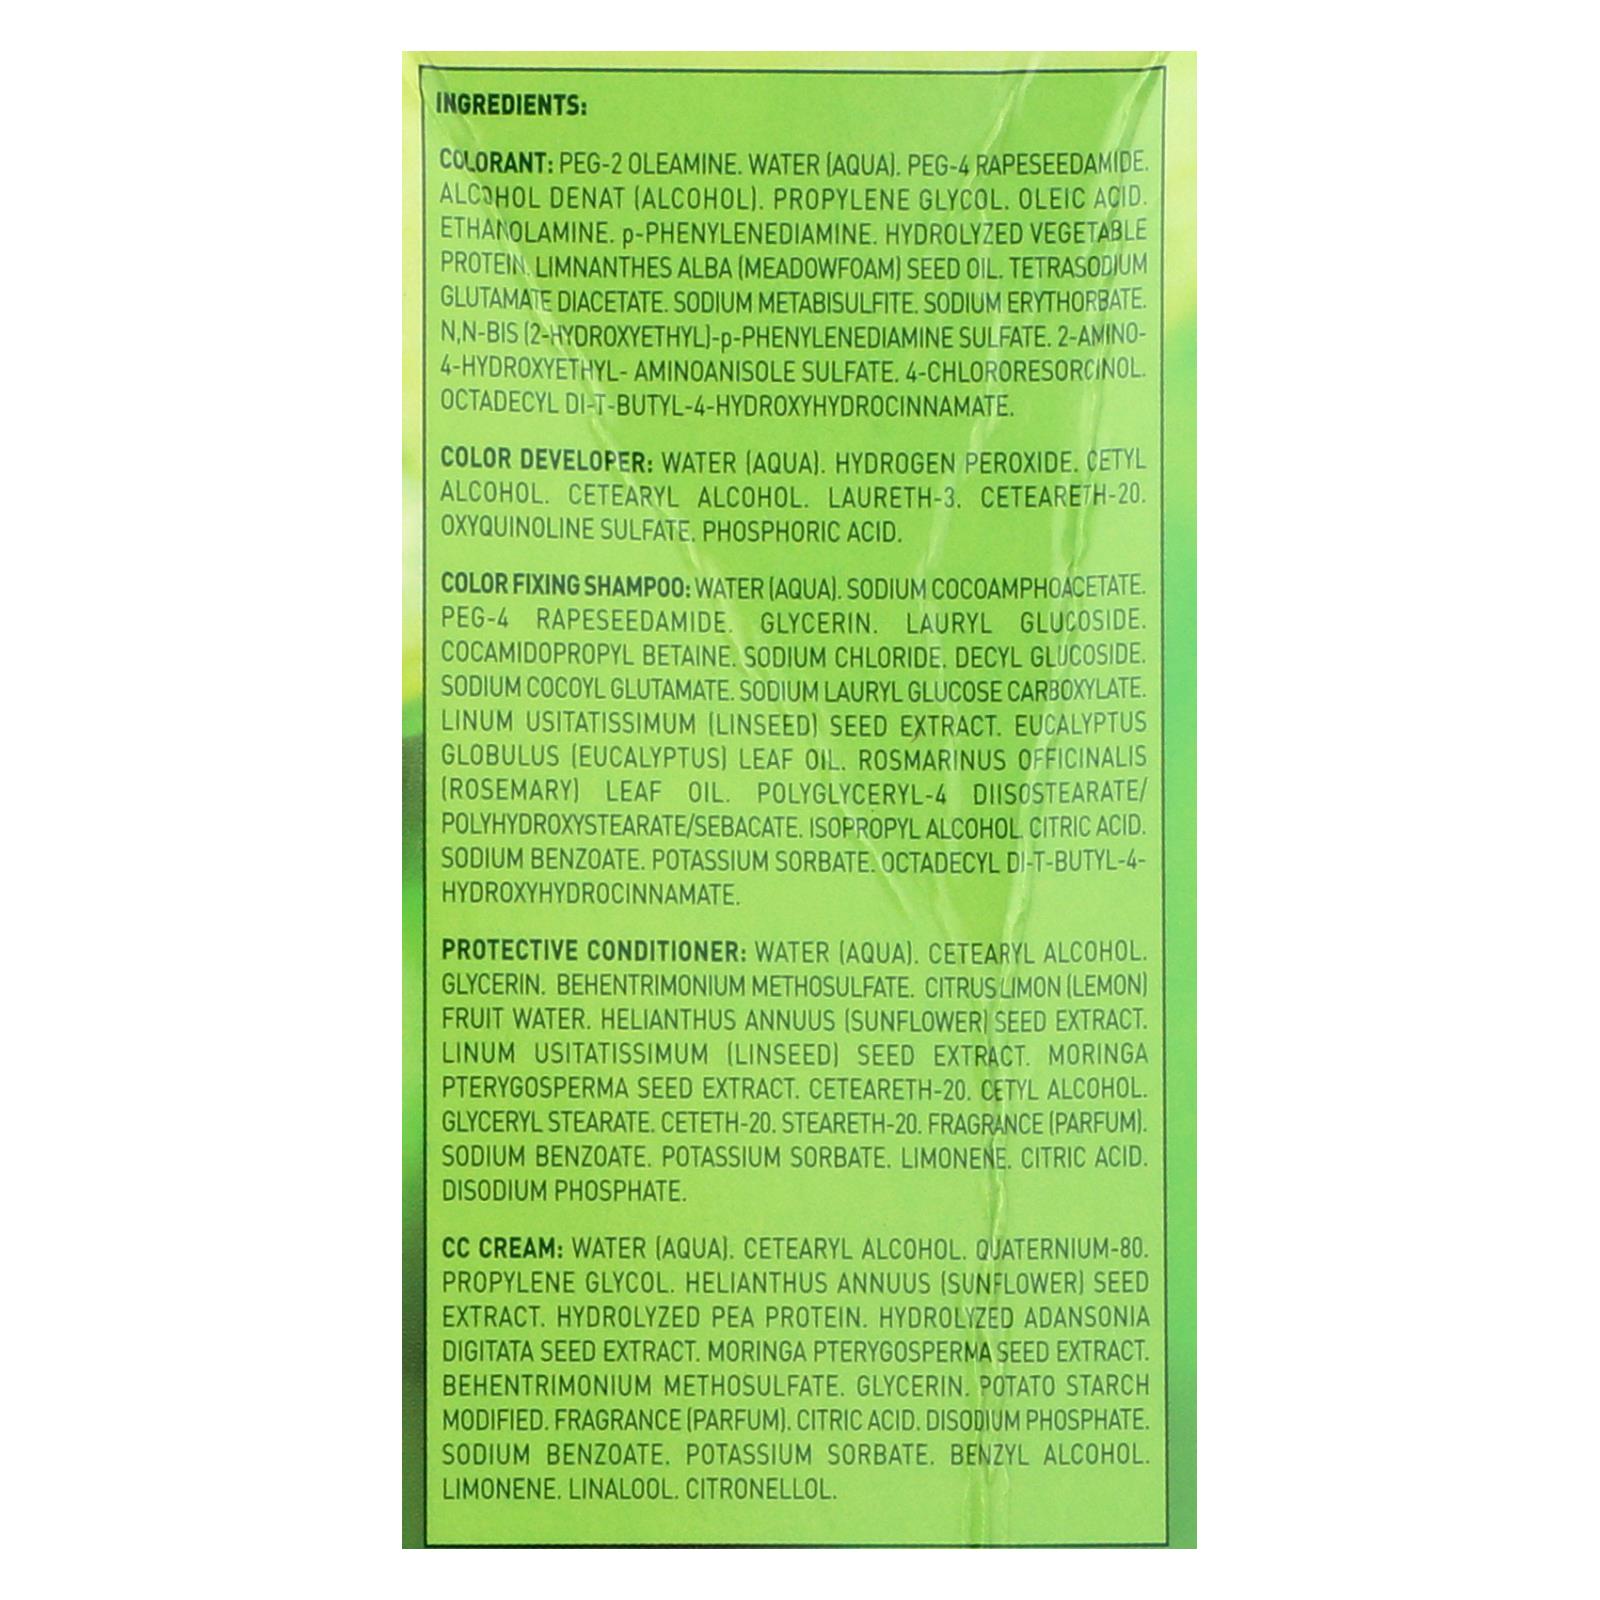 INGREDIENTS:
COLORANT: PEG-2 OLEAMINE. WATER (AQUA). PEG-4 RAPESEEDAMIDE.
ALCOHOL DENAT (ALCOHOL). PROPYLENE GLYCOL. OLEIC ACID.
ETHANOLAMINE. p-PHENYLENEDIAMINE. HYDROLYZED VEGETABLE
PROTEIN. LIMNANTHES ALBA (MEADOWFOAM) SEED OIL. TETRASODIUM
GLUTAMATE DIACETATE. SODIUM METABISULFITE. SODIUM ERYTHORBATE.
N,N-BIS (2-HYDROXYETHYL)-p-PHENYLENEDIAMINE SULFATE. 2-AMINO-
4-HYDROXYETHYL- AMINOANISOLE SULFATE. 4-CHLORORESORCINOL.
OCTADECYL DI-T-BUTYL-4-HYDROXYHYDROCINNAMATE.
COLOR DEVELOPER: WATER (AQUA). HYDROGEN PEROXIDE. CETYL
ALCOHOL. CETEARYL ALCOHOL. LAURETH-3. CETEARETH-20.
OXYQUINOLINE SULFATE. PHOSPHORIC ACID.
COLOR FIXING SHAMPOO: WATER (AQUA). SODIUM COCOAMPHOACETATE.
PEG-4 RAPESEEDAMIDE. GLYCERIN. LAURYL GLUCOSIDE.
COCAMIDOPROPYL BETAINE. SODIUM CHLORIDE. DECYL GLUCOSIDE.
SODIUM COCOYL GLUTAMATE. SODIUM LAURYL GLUCOSE CARBOXYLATE.
LINUM USITATISSIMUM (LINSEED) SEED EXTRACT. EUCALYPTUS
GLOBULUS (EUCALYPTUS) LEAF OIL. ROSMARINUS OFFICINALIS
(ROSEMARY) LEAF OIL. POLYGLYCERYL-4 DIISOSTEARATE/
POLYHYDROXYSTEARATE/SEBACATE. ISOPROPYL ALCOHOL. CITRIC ACID.
SODIUM BENZOATE. POTASSIUM SORBATE. OCTADECYL DI-T-BUTYL-4-
HYDROXYHYDROCINNAMATE.
PROTECTIVE CONDITIONER: WATER (AQUA). CETEARYL ALCOHOL.
GLYCERIN. BEHENTRIMONIUM METHOSULFATE. CITRUS LIMON (LEMON)
FRUIT WATER. HELIANTHUS ANNUUS (SUNFLOWER) SEED EXTRACT.
LINUM USITATISSIMUM (LINSEED) SEED EXTRACT. MORINGA
PTERYGOSPERMA SEED EXTRACT. CETEARETH-20. CETYL ALCOHOL.
GLYCERYL STEARATE. CETETH-20. STEARETH-20. FRAGRANCE (PARFUM).
SODIUM BENZOATE. POTASSIUM SORBATE. LIMONENE. CITRIC ACID.
DISODIUM PHOSPHATE.
CC CREAM: WATER (AQUA). CETEARYL ALCOHOL. QUATERNIUM-80.
PROPYLENE GLYCOL. HELIANTHUS ANNUUS (SUNFLOWER) SEED
EXTRACT. HYDROLYZED PEA PROTEIN. HYDROLYZED ADANSONIA
DIGITATA SEED EXTRACT. MORINGA PTERYGOSPERMA SEED EXTRACT.
BEHENTRIMONIUM METHOSULFATE. GLYCERIN. POTATO STARCH
MODIFIED. FRAGRANCE (PARFUM). CITRIC ACID. DISODIUM PHOSPHATE.
SODIUM BENZOATE. POTASSIUM SORBATE. BENZYL ALCOHOL.
LIMONENE. LINALOOL. CITRONELLOL.